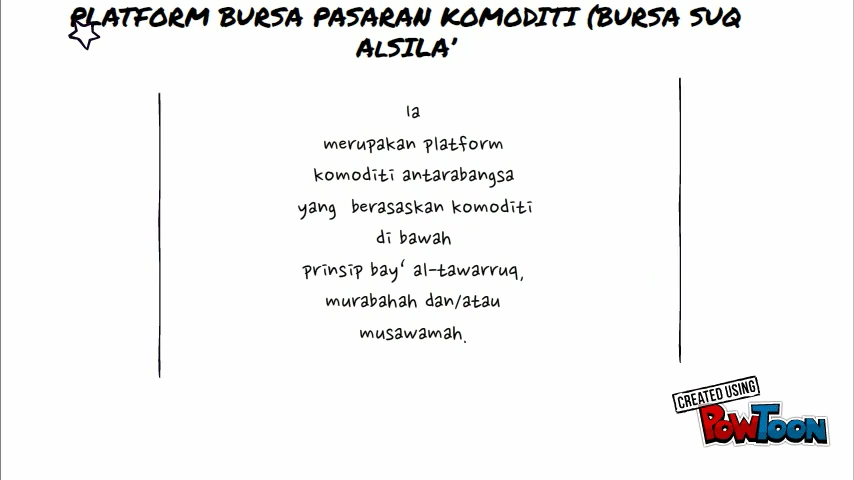 PLATFORM BURSA PASARAN KOMODITI (BURSA SUQ
ALSILA'
Ia
merupakan platform
komoditi antarabangsa
yang berasaskan komoditi
di bawah
prinsip bay‘ al-tawarruq,
murabahah dan/atau
musawamah.
CREATED USING
POWTOON